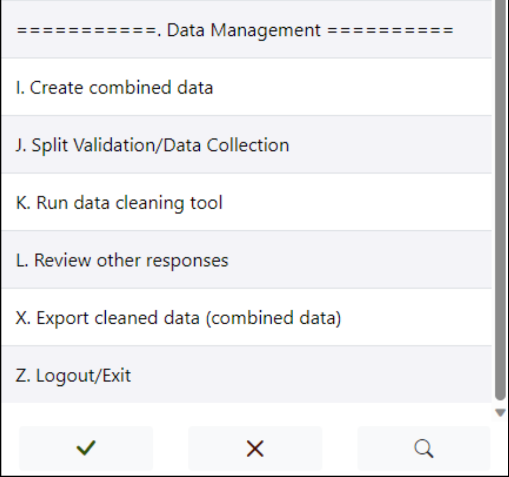 ===========. Data Management ==========
I. Create combined data
J. Split Validation/Data Collection
K. Run data cleaning tool
L. Review other responses
X. Export cleaned data (combined data)
Z. Logout/Exit